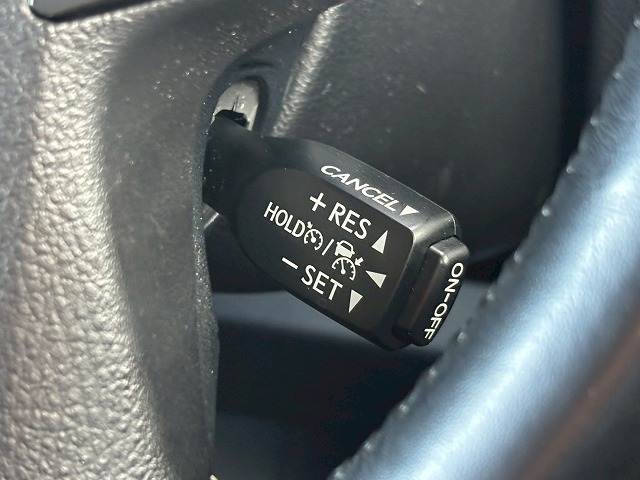 CANCEL
+ RES
HOLD /
− SET
ON-OFF